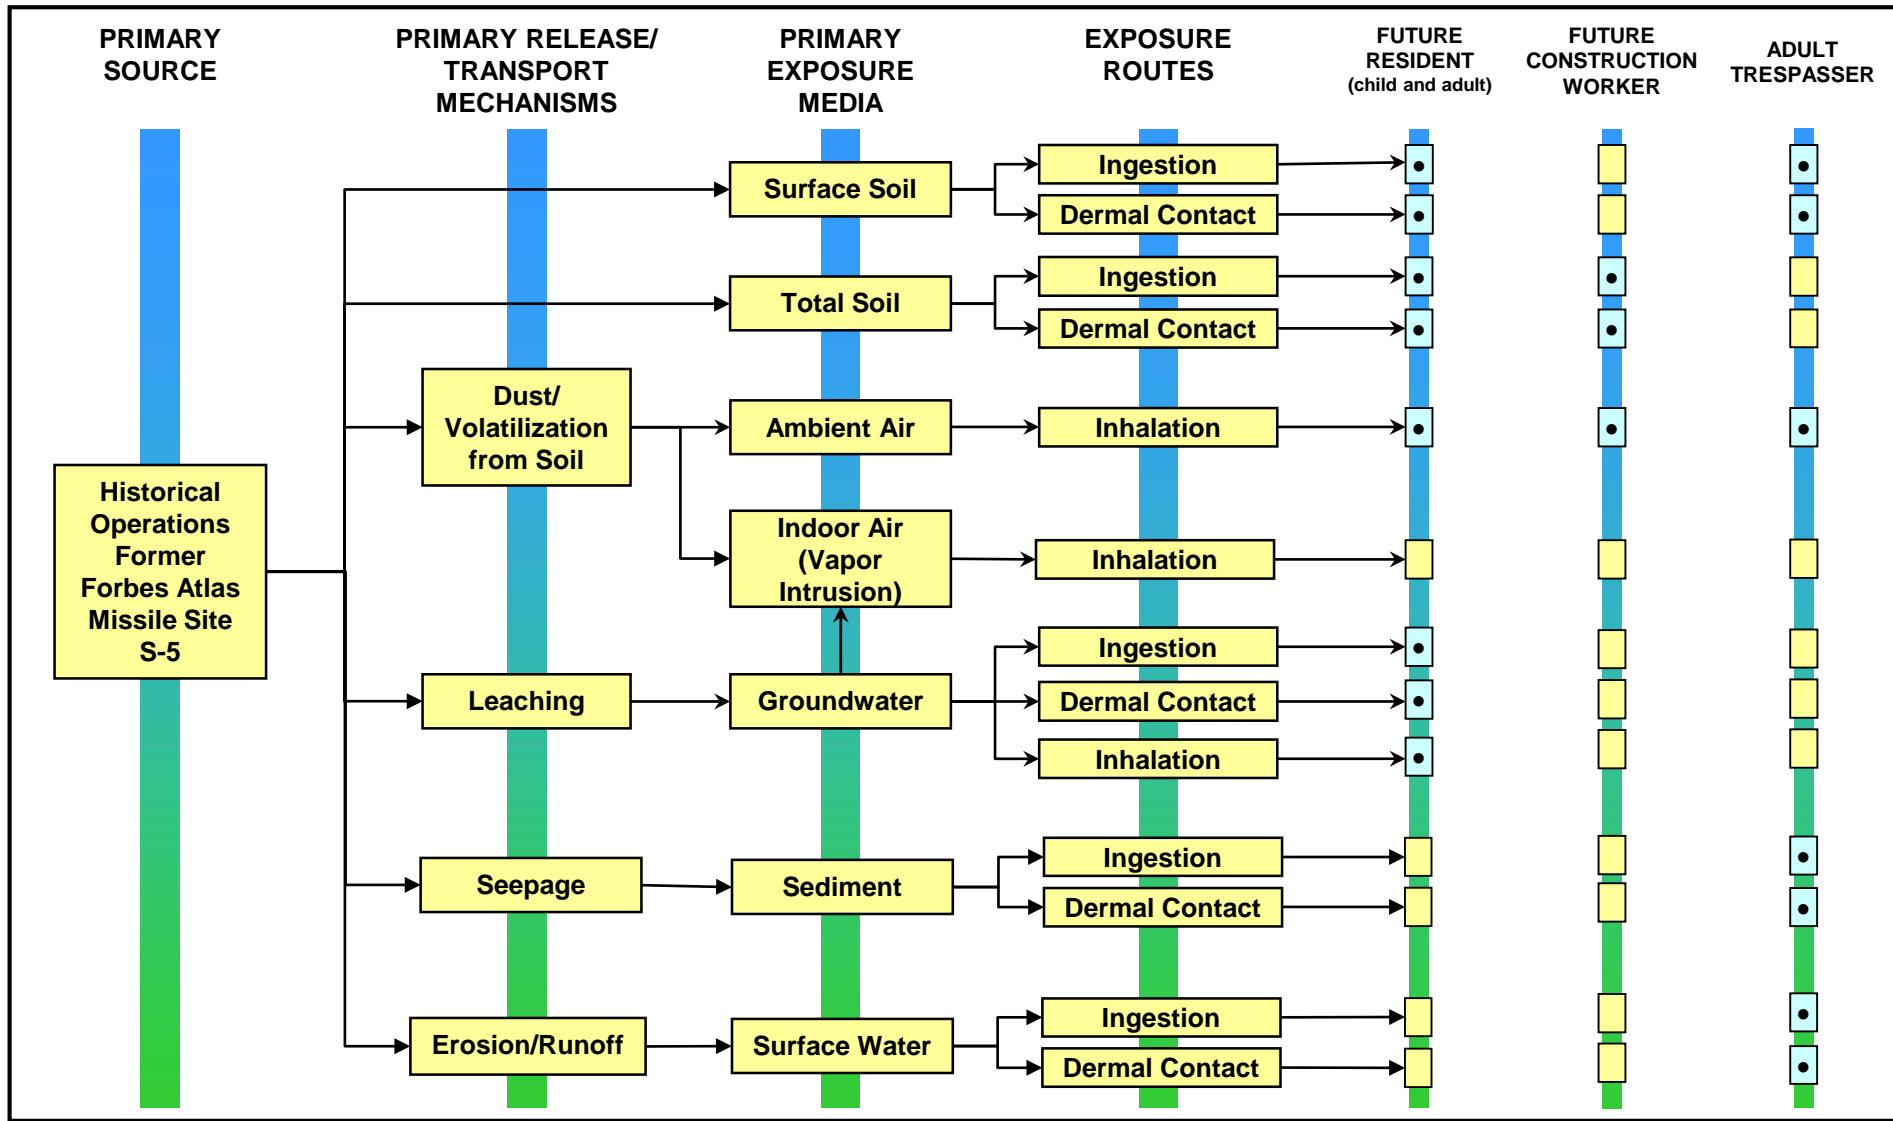 PRIMARY
SOURCE
PRIMARY RELEASE/
TRANSPORT
MECHANISMS
PRIMARY
EXPOSURE
MEDIA
EXPOSURE
ROUTES
FUTURE
RESIDENT
(child and adult)
FUTURE
CONSTRUCTION
WORKER
ADULT
TRESPASSER
Historical
Operations
Former
Forbes Atlas
Missile Site
S-5
Surface Soil
Ingestion
Dermal Contact
Total Soil
Ingestion
Dermal Contact
Dust/
Volatilization
from Soil
Ambient Air
Inhalation
Indoor Air
(Vapor
Intrusion)
Inhalation
Leaching
Groundwater
Ingestion
Dermal Contact
Inhalation
Seepage
Sediment
Ingestion
Dermal Contact
Erosion/Runoff
Surface Water
Ingestion
Dermal Contact